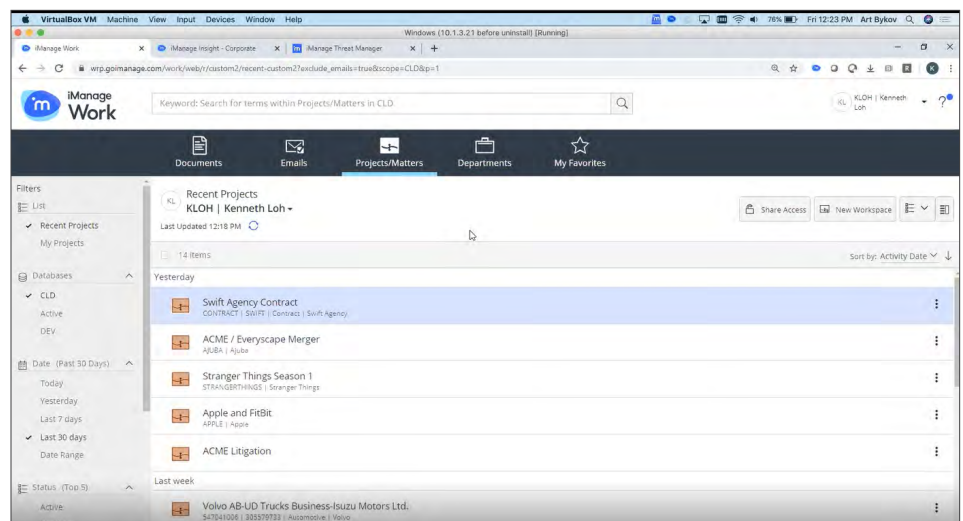 VirtualBox VM Machine View Input Devices Window Help 76% Fri 12:23 PM Art Bykov
Windows (10.1.3.21 before uninstall) [Running]
iManage Work iManage Insight - Corporate iManage Threat Manager
wrp.goimanage.com/work/web/r/custom2/recent-custom2?exclude_emails=true&scope=CLD&p=1
iManage
Work
Keyword: Search for terms within Projects/Matters in CLD
KL KLOH | Kenneth
Loh
Documents Emails Projects/Matters Departments My Favorites
Filters
List
Recent Projects
My Projects
Databases
CLD
Active
DEV
Date (Past 30 Days)
Today
Yesterday
Last 7 days
Last 30 days
Date Range
Status (Top 5)
Active
KL Recent Projects
KLOH | Kenneth Loh
Last Updated 12:18 PM
Share Access New Workspace
14 items Sort by: Activity Date
Yesterday
Swift Agency Contract
CONTRACT | SWIFT | Contract | Swift Agency
ACME / Everyscape Merger
AJUBA | Ajuba
Stranger Things Season 1
STRANGERTHINGS | Stranger Things
Apple and FitBit
APPLE | Apple
ACME Litigation
Last week
Volvo AB-UD Trucks Business-Isuzu Motors Ltd.
547041006 | 305579722 | Automotive | Volvo